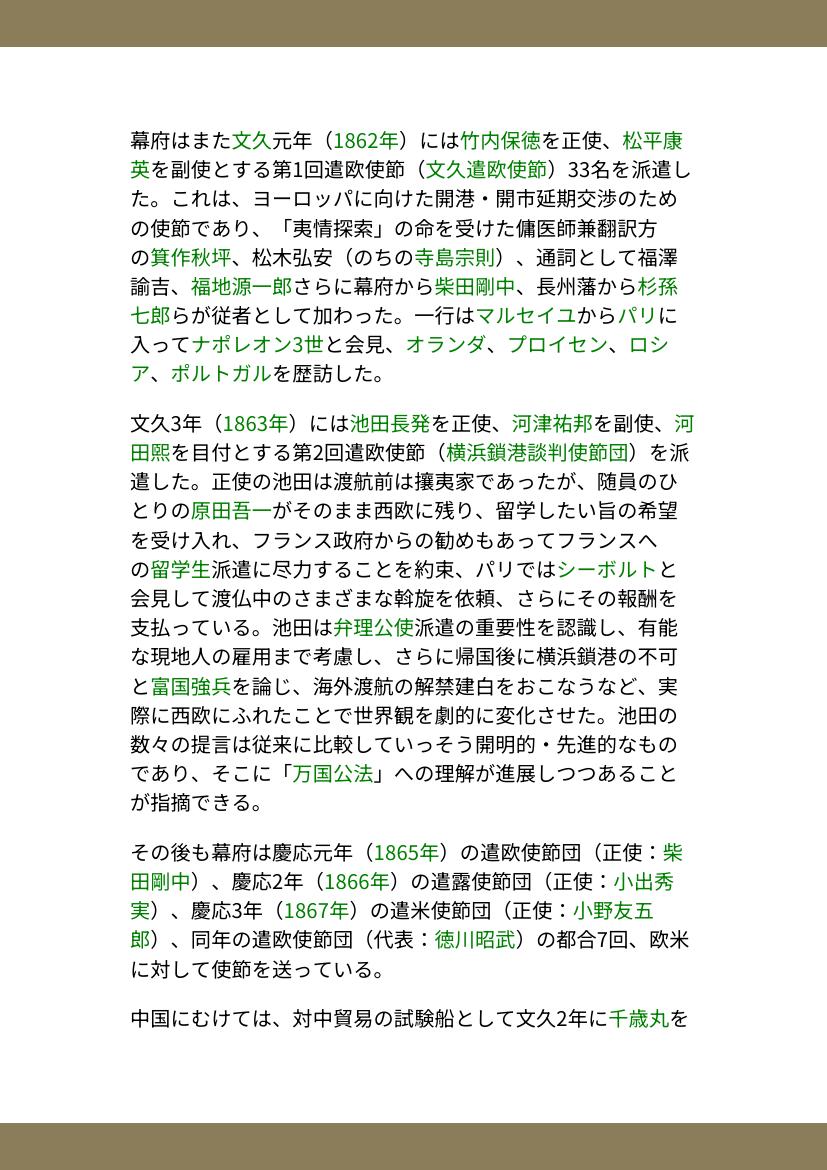 幕府はまた文久元年（1862年）には竹内保徳を正使、松平康
英を副使とする第1回遣欧使節（文久遣欧使節）33名を派遣し
た。これは、ヨーロッパに向けた開港・開市延期交渉のため
の使節であり、「夷情探索」の命を受けた傭医師兼翻訳方
の箕作秋坪、松木弘安（のちの寺島宗則）、通詞として福澤
諭吉、福地源一郎さらに幕府から柴田剛中、長州藩から杉孫
七郎らが従者として加わった。一行はマルセイユからパリに
入ってナポレオン3世と会見、オランダ、プロイセン、ロシ
ア、ポルトガルを歴訪した。
文久3年（1863年）には池田長発を正使、河津祐邦を副使、河
田熙を目付とする第2回遣欧使節（横浜鎖港談判使節団）を派
遣した。正使の池田は渡航前は攘夷家であったが、随員のひ
とりの原田吾一がそのまま西欧に残り、留学したい旨の希望
を受け入れ、フランス政府からの勧めもあってフランスへ
の留学生派遣に尽力することを約束、パリではシーボルトと
会見して渡仏中のさまざまな斡旋を依頼、さらにその報酬を
支払っている。池田は弁理公使派遣の重要性を認識し、有能
な現地人の雇用まで考慮し、さらに帰国後に横浜鎖港の不可
と富国強兵を論じ、海外渡航の解禁建白をおこなうなど、実
際に西欧にふれたことで世界観を劇的に変化させた。池田の
数々の提言は従来に比較していっそう開明的・先進的なもの
であり、そこに「万国公法」への理解が進展しつつあること
が指摘できる。
その後も幕府は慶応元年（1865年）の遣欧使節団（正使：柴
田剛中）、慶応2年（1866年）の遣露使節団（正使：小出秀
実）、慶応3年（1867年）の遣米使節団（正使：小野友五
郎）、同年の遣欧使節団（代表：徳川昭武）の都合7回、欧米
に対して使節を送っている。
中国にむけては、対中貿易の試験船として文久2年に千歳丸を